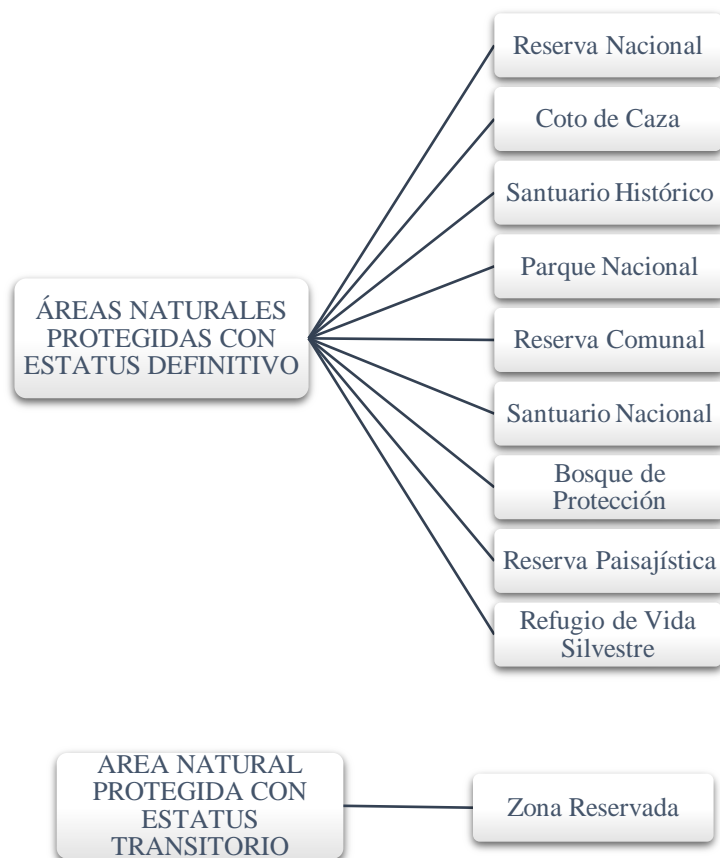 Reserva Nacional
Coto de Caza
Santuario Histórico
Parque Nacional
ÁREAS NATURALES
PROTEGIDAS CON
ESTATUS DEFINITIVO
Reserva Comunal
Santuario Nacional
Bosque de
Protección
Reserva Paisajística
Refugio de Vida
Silvestre
AREA NATURAL
PROTEGIDA CON
ESTATUS
TRANSITORIO
Zona Reservada